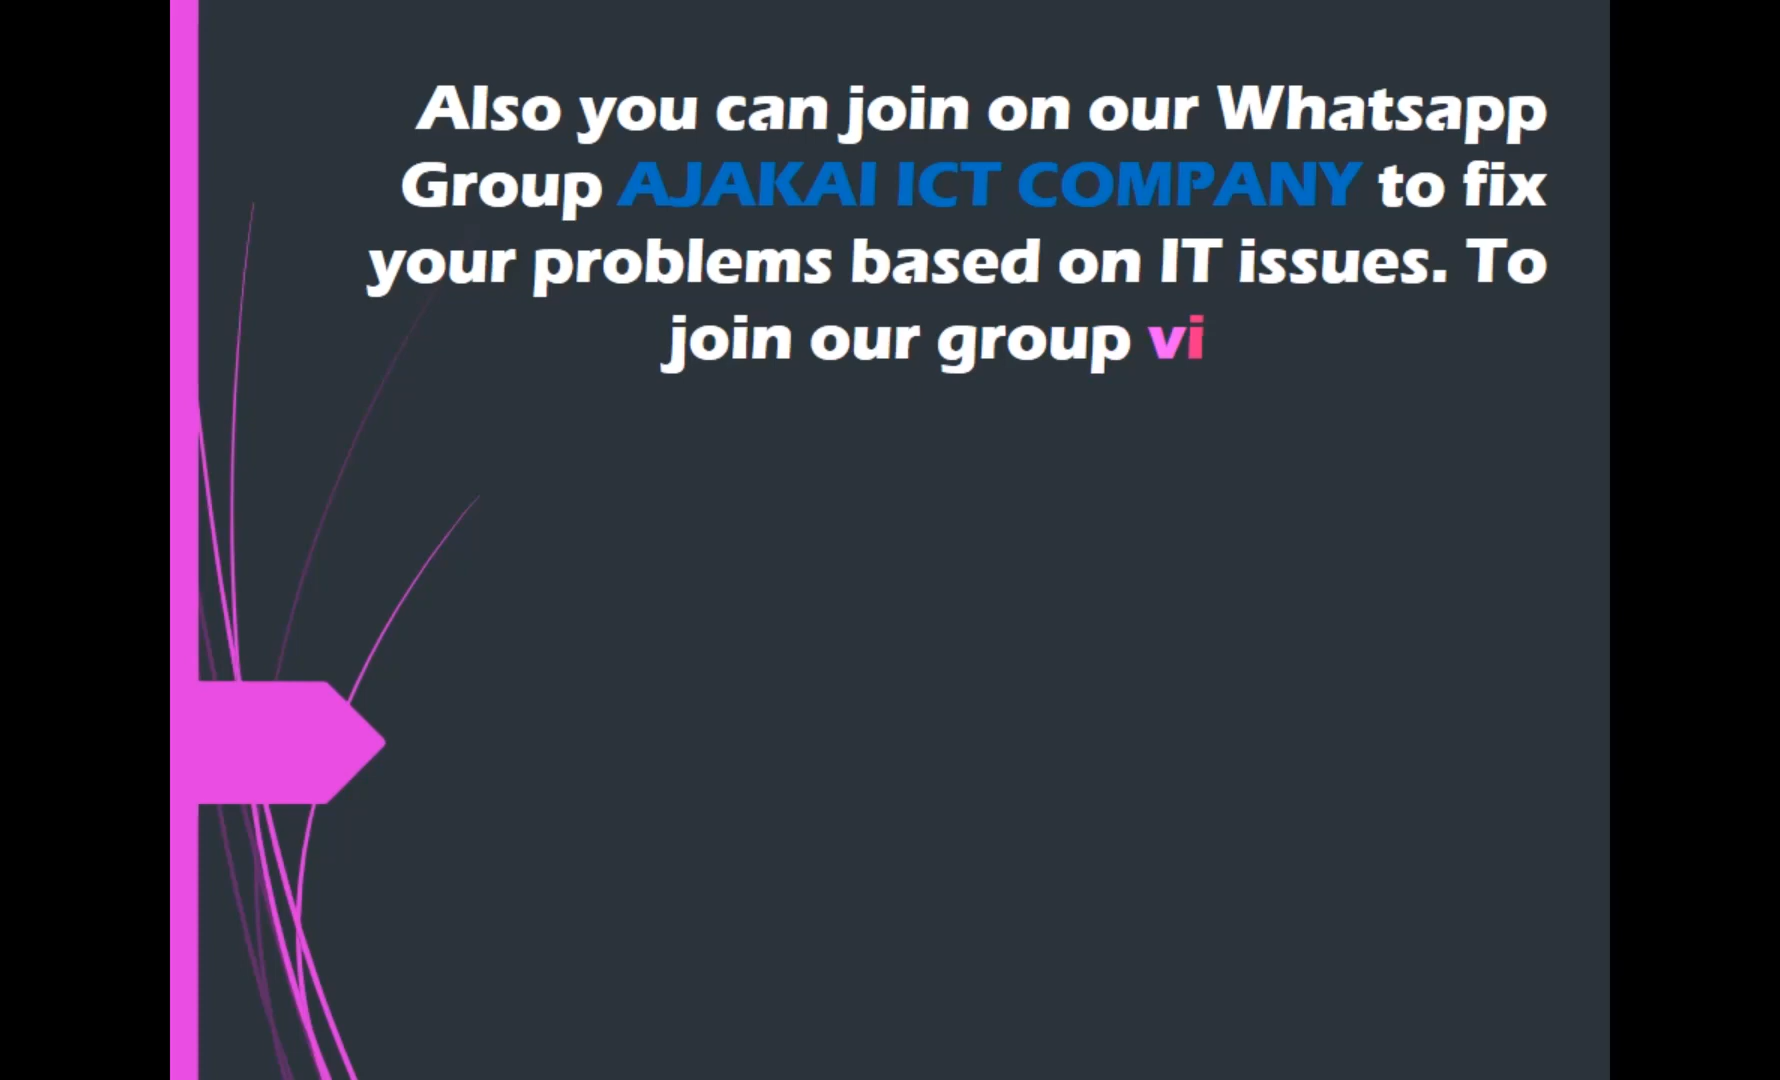 Also you can join on our Whatsapp
Group AJAKAI ICT COMPANY to fix
your problems based on IT issues. To
join our group vi